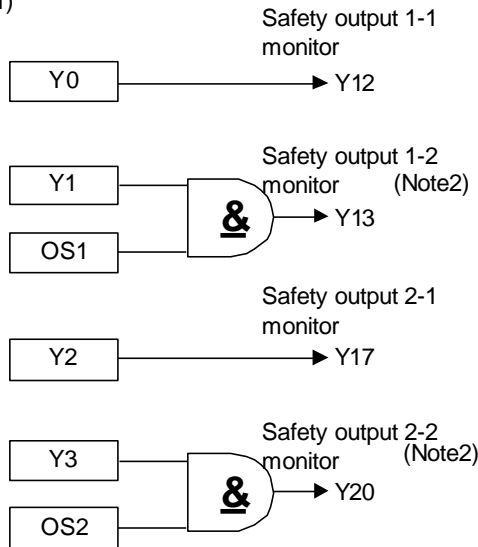 Safety output 1-1
monitor
Y0
Y12
Safety output 1-2
monitor (Note2)
Y1
&
Y13
OS1
Safety output 2-1
monitor
Y2
Y17
Safety output 2-2
monitor (Note2)
Y3
&
Y20
OS2